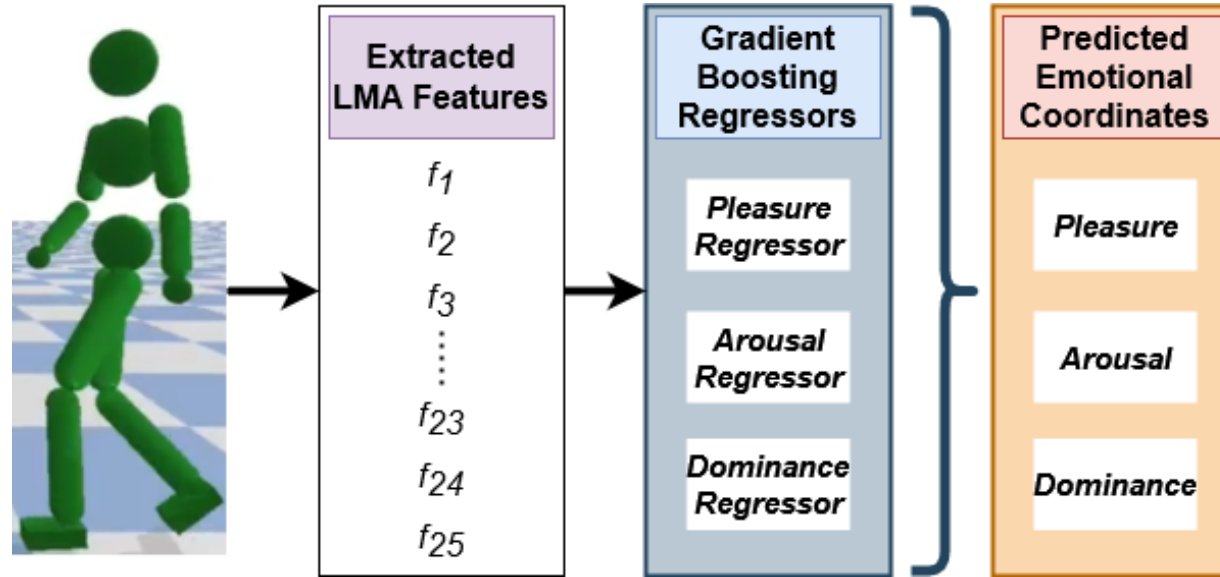 Extracted
LMA Features
f1
f2
f3
......
f23
f24
f25
Gradient
Boosting
Regressors
Pleasure
Regressor
Arousal
Regressor
Dominance
Regressor
Predicted
Emotional
Coordinates
Pleasure
Arousal
Dominance